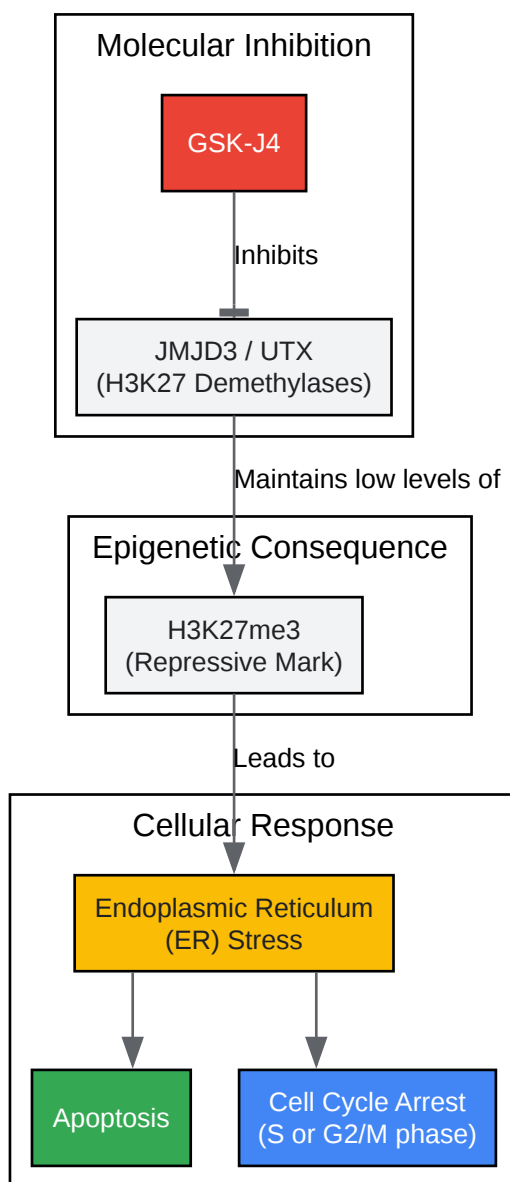 Molecular Inhibition
GSK-J4
Inhibits
JMJD3 / UTX
(H3K27 Demethylases)
Maintains low levels of
Epigenetic Consequence
H3K27me3
(Repressive Mark)
Leads to
Cellular Response
Endoplasmic Reticulum
(ER) Stress
Apoptosis
Cell Cycle Arrest
(S or G2/M phase)